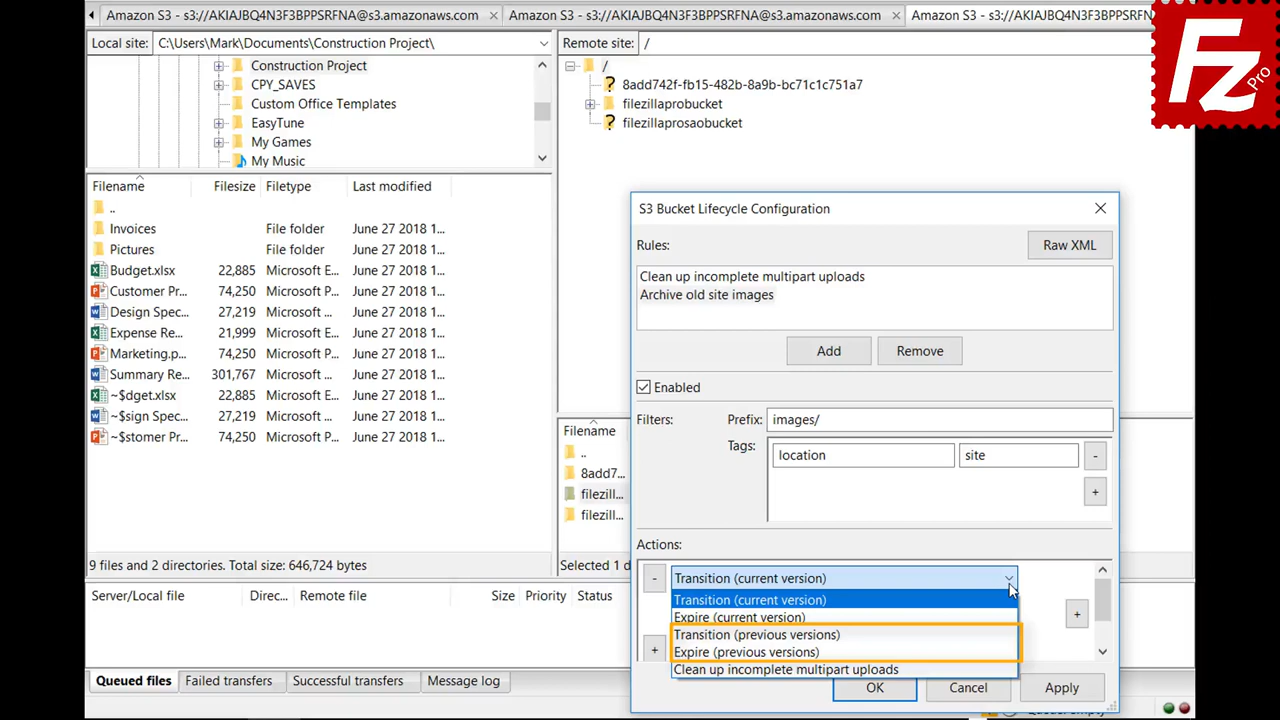 Amazon S3 - s3://AKIAJBQ4N3F3BPPSRFNA@s3.amazonaws.com
Amazon S3 - s3://AKIAJBQ4N3F3BPPSRFNA@s3.amazonaws.com
Amazon S3 - s3://AKIAJBQ4N3F3BPPSRFN
Fz Pro
Local site: C:\Users\Mark\Documents\Construction Project\
Construction Project
CPY_SAVES
Custom Office Templates
EasyTune
My Games
My Music
Remote site: /
/
8add742f-fb15-482b-8a9b-bc71c1c751a7
filezillaprobucket
filezillaprosaobucket
Filename Filesize Filetype Last modified
..
Invoices File folder June 27 2018 1...
Pictures File folder June 27 2018 1...
Budget.xlsx 22,885 Microsoft E... June 27 2018 1...
Customer Pr... 74,250 Microsoft P... June 27 2018 1...
Design Spec... 27,219 Microsoft ... June 27 2018 1...
Expense Re... 21,999 Microsoft E... June 27 2018 1...
Marketing.p... 74,250 Microsoft P... June 27 2018 1...
Summary Re... 301,767 Microsoft ... June 27 2018 1...
~$dget.xlsx 22,885 Microsoft E... June 27 2018 1...
~$sign Spec... 27,219 Microsoft ... June 27 2018 1...
~$stomer Pr... 74,250 Microsoft P... June 27 2018 1...
9 files and 2 directories. Total size: 646,724 bytes
Filename
..
8add7...
filezill...
filezill...
Selected 1 d
S3 Bucket Lifecycle Configuration
Rules:
Raw XML
Clean up incomplete multipart uploads
Archive old site images
Add
Remove
Enabled
Filters: Prefix: images/
Tags: location site -
+
Actions:
- Transition (current version)
Transition (current version)
Expire (current version)
Transition (previous versions)
Expire (previous versions)
Clean up incomplete multipart uploads
+
+
OK
Cancel
Apply
Server/Local file Direc... Remote file Size Priority Status
Queued files Failed transfers Successful transfers Message log